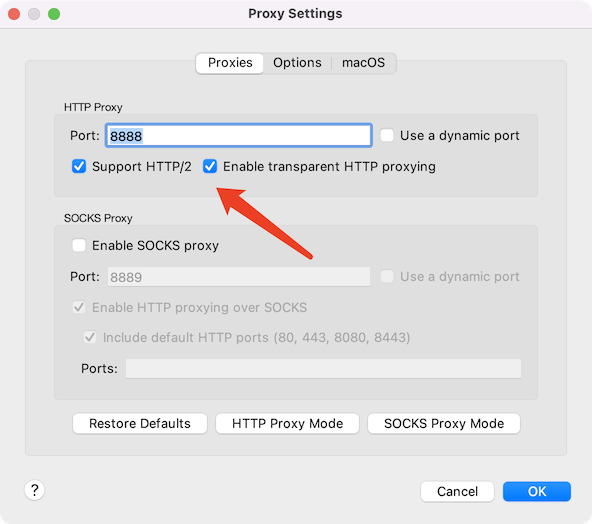 Proxy Settings
Proxies Options macOS
HTTP Proxy
Port: 8888 Use a dynamic port
Support HTTP/2 Enable transparent HTTP proxying
SOCKS Proxy
Enable SOCKS proxy
Port: 8889 Use a dynamic port
Enable HTTP proxying over SOCKS
Include default HTTP ports (80, 443, 8080, 8443)
Ports:
Restore Defaults HTTP Proxy Mode SOCKS Proxy Mode
? Cancel OK